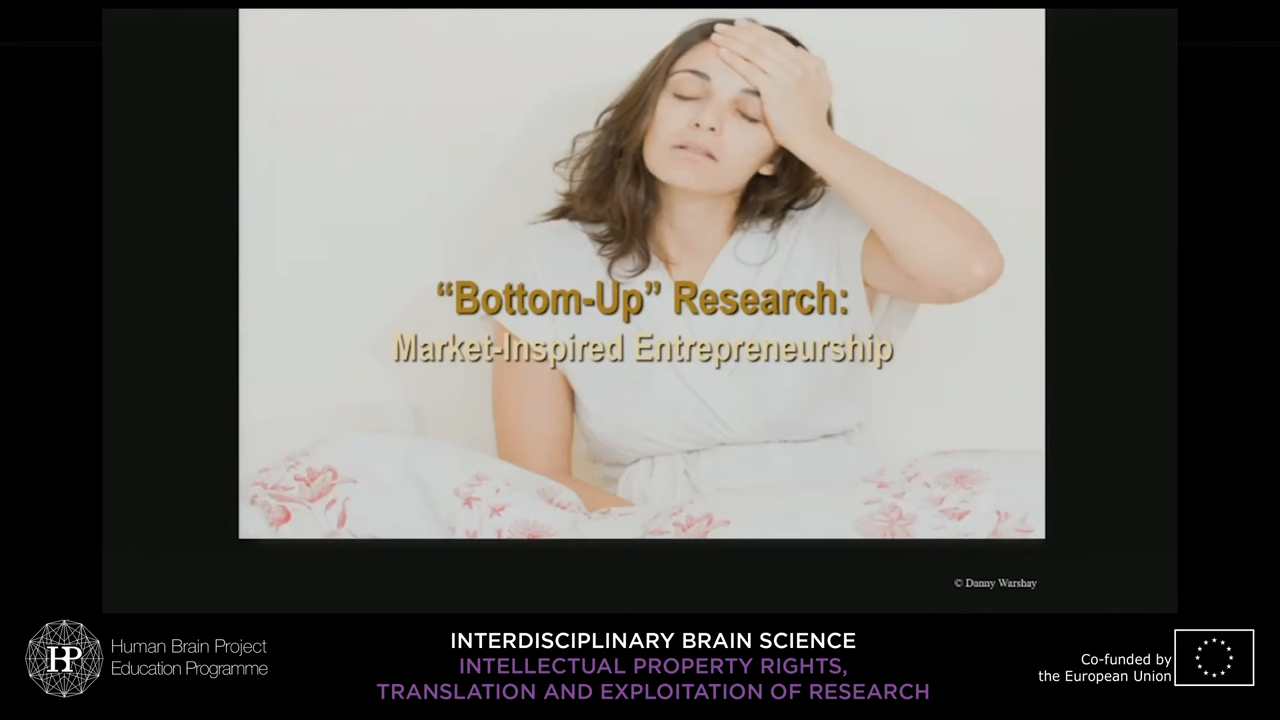 “Bottom-Up” Research:
Market-Inspired Entrepreneurship
© Danny Warshay
HBP
Human Brain Project
Education Programme
INTERDISCIPLINARY BRAIN SCIENCE
INTELLECTUAL PROPERTY RIGHTS,
TRANSLATION AND EXPLOITATION OF RESEARCH
Co-funded by
the European Union